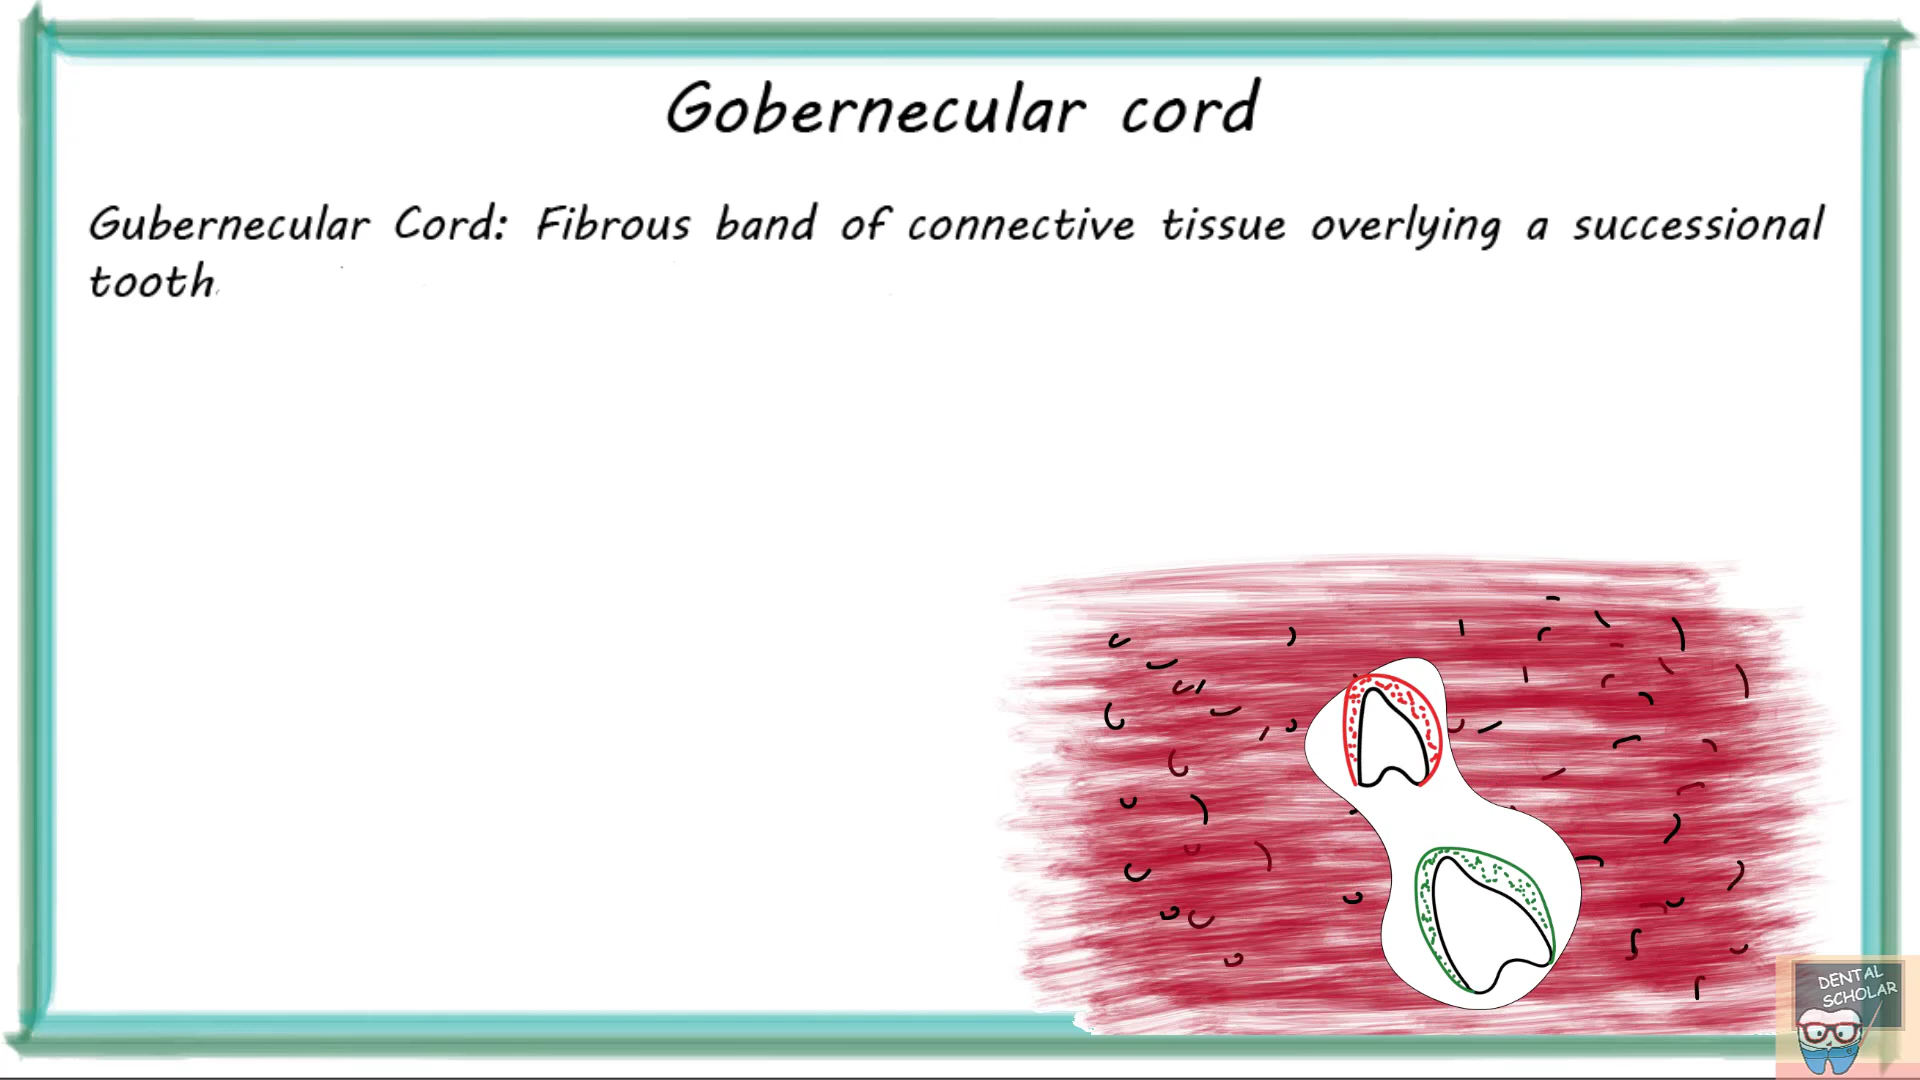 Gobernecular cord
Gubernecular Cord: Fibrous band of connective tissue overlying a successional
tooth
DENTAL
SCHOLAR